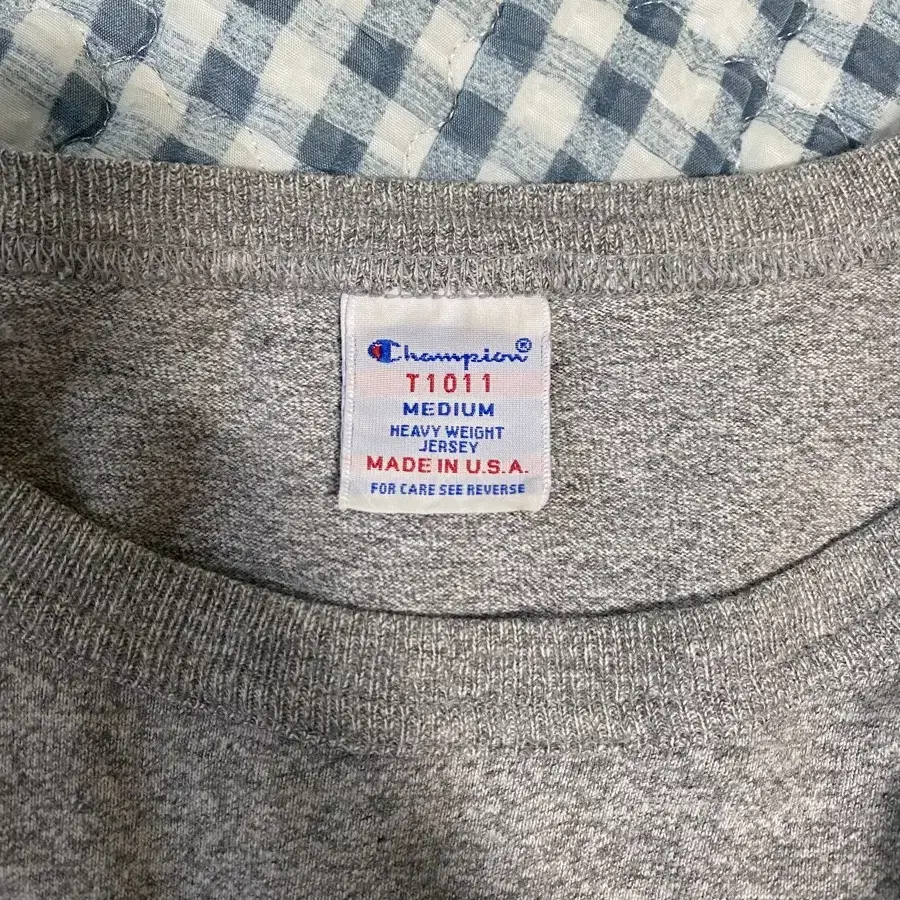 Champion®
T1011
MEDIUM
HEAVY WEIGHT
JERSEY
MADE IN U.S.A.
FOR CARE SEE REVERSE